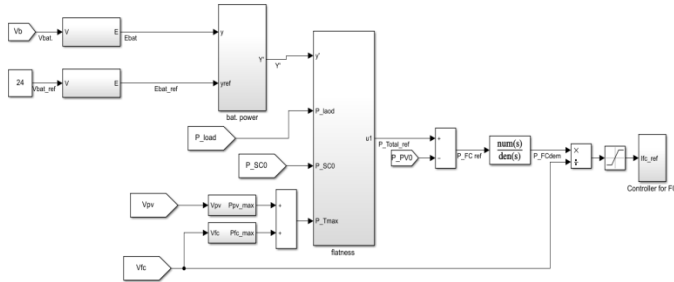 Vb
Vbat.
V
E
Ebat
24
Vbat_ref
V
E
Ebat_ref
y
yref
Y'
bat. power
Y'
y'
P_laod
P_SC0
P_Tmax
u1
flatness
P_load
P_SC0
Vpv
Vpv
Ppv_max
Vfc
Pfc_max
Vfc
+
+
P_Total_ref
P_PV0
+
−
P_FC ref
num(s)
den(s)
P_FCdem
×
÷
Ifc_ref
Controller for FC